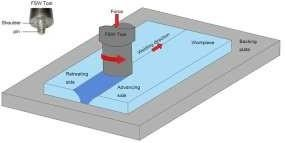 FSW Tool
Shoulder
pin
Force
FSW Tool
Welding direction
Workpiece
Backing
plate
Retreating
side
Advancing
side